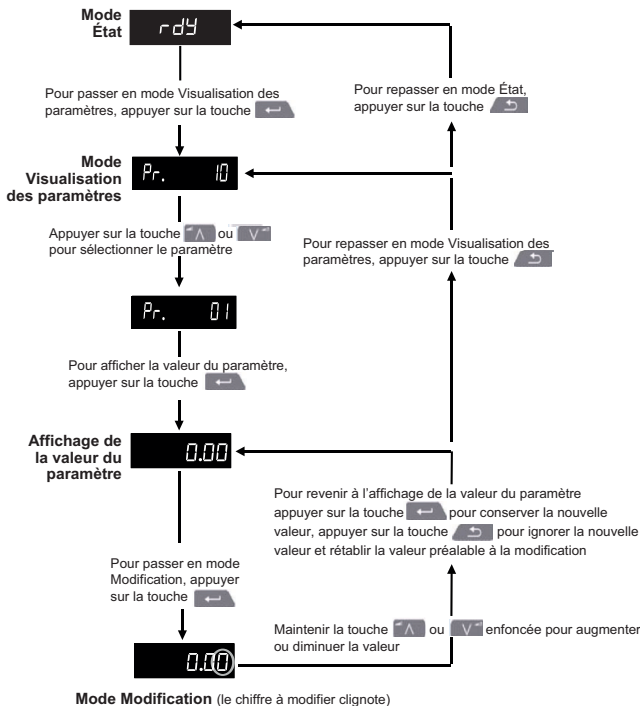 Mode
État
rdy
Pour passer en mode Visualisation des
paramètres, appuyer sur la touche
Pour repasser en mode État,
appuyer sur la touche
Mode
Visualisation
des paramètres
Pr. 10
Appuyer sur la touche ou
pour sélectionner le paramètre
Pour repasser en mode Visualisation des
paramètres, appuyer sur la touche
Pr. 01
Pour afficher la valeur du paramètre,
appuyer sur la touche
Affichage de
la valeur du
paramètre
0.00
Pour revenir à l'affichage de la valeur du paramètre
appuyer sur la touche pour conserver la nouvelle
valeur, appuyer sur la touche pour ignorer la nouvelle
valeur et rétablir la valeur préalable à la modification
Pour passer en mode
Modification, appuyer
sur la touche
Maintenir la touche ou enfoncée pour augmenter
ou diminuer la valeur
0.00
Mode Modification (le chiffre à modifier clignote)